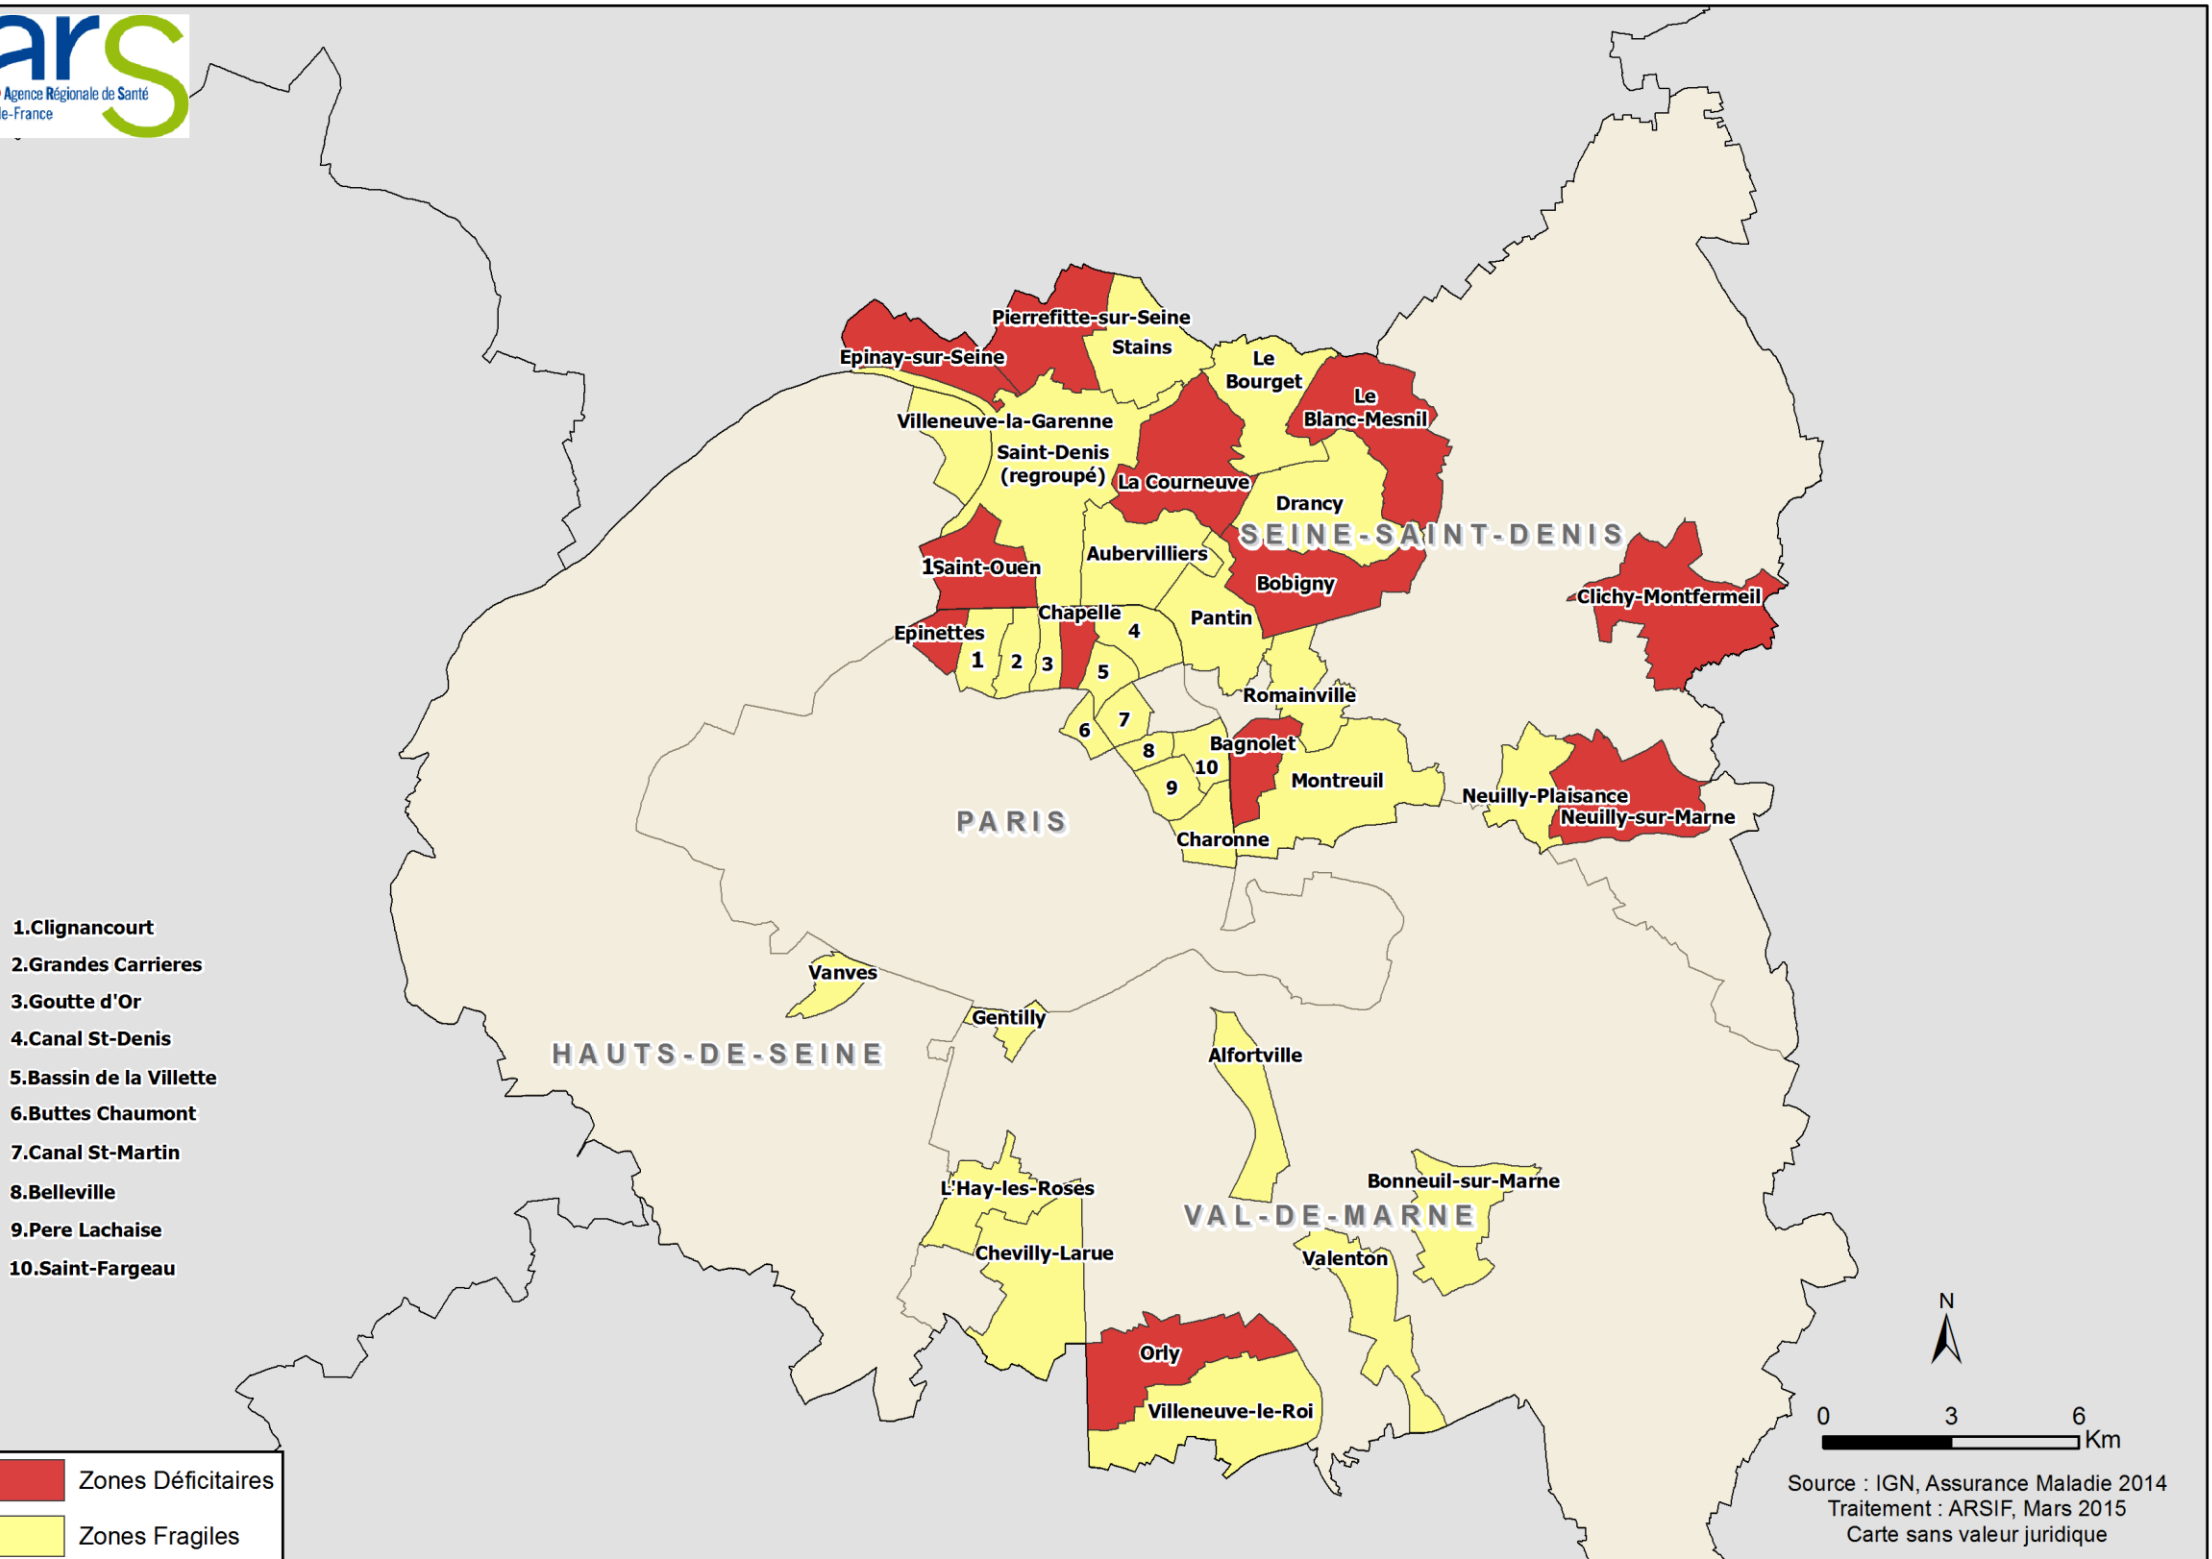 ars
Agence Régionale de Santé
le-France
Pierrefitte-sur-Seine
Epinay-sur-Seine
Stains
Le
Bourget
Le
Blanc-Mesnil
Villeneuve-la-Garenne
Saint-Denis
(regroupé)
La Courneuve
Drancy
SEINE-SAINT-DENIS
Aubervilliers
1Saint-Ouen
Bobigny
Clichy-Montfermeil
Chapelle
Pantin
Epinettes
4
1
2
3
5
Romainville
6
7
8
Bagnolet
10
9
Montreuil
Neuilly-Plaisance
Neuilly-sur-Marne
PARIS
Charonne
1.Clignancourt
2.Grandes Carrieres
3.Goutte d'Or
4.Canal St-Denis
5.Bassin de la Villette
6.Buttes Chaumont
7.Canal St-Martin
8.Belleville
9.Pere Lachaise
10.Saint-Fargeau
Vanves
Gentilly
HAUTS-DE-SEINE
Alfortville
L'Hay-les-Roses
Bonneuil-sur-Marne
VAL-DE-MARNE
Chevilly-Larue
Valenton
Orly
Villeneuve-le-Roi
N
0 3 6
Km
Zones Déficitaires
Zones Fragiles
Source : IGN, Assurance Maladie 2014
Traitement : ARSIF, Mars 2015
Carte sans valeur juridique